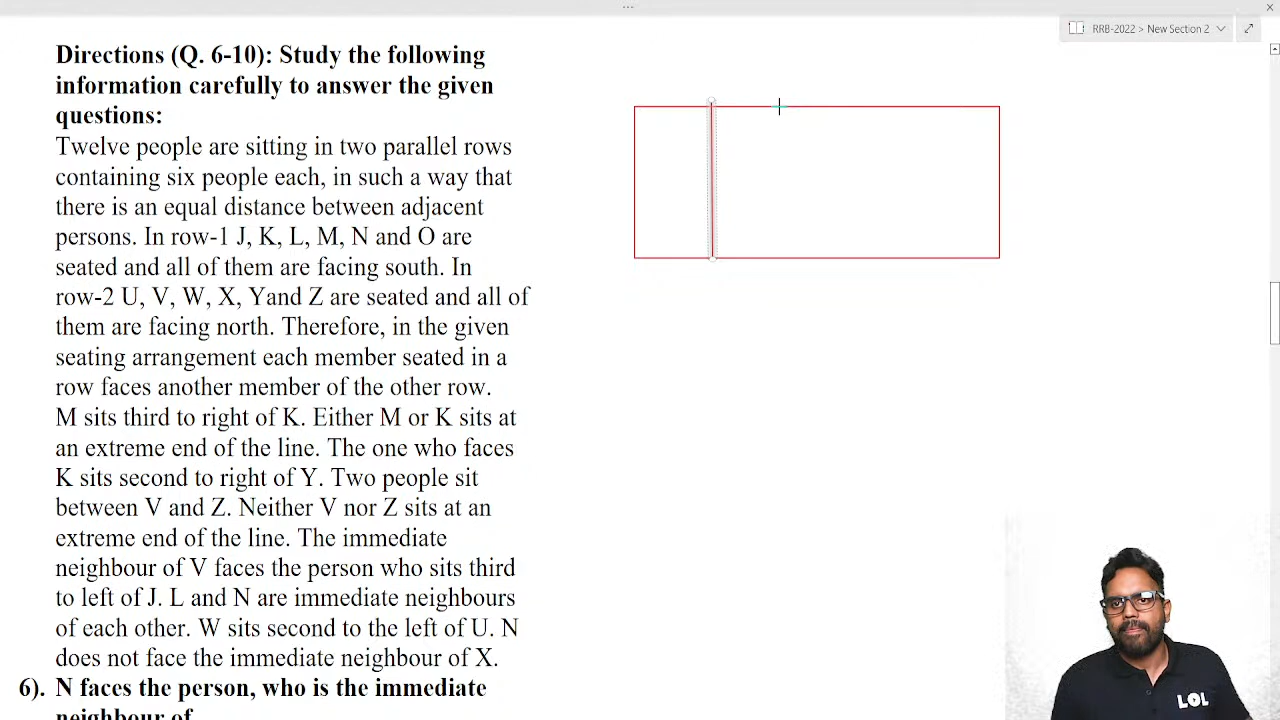 RRB-2022 > New Section 2
Directions (Q. 6-10): Study the following
information carefully to answer the given
questions:
Twelve people are sitting in two parallel rows
containing six people each, in such a way that
there is an equal distance between adjacent
persons. In row-1 J, K, L, M, N and O are
seated and all of them are facing south. In
row-2 U, V, W, X, Yand Z are seated and all of
them are facing north. Therefore, in the given
seating arrangement each member seated in a
row faces another member of the other row.
M sits third to right of K. Either M or K sits at
an extreme end of the line. The one who faces
K sits second to right of Y. Two people sit
between V and Z. Neither V nor Z sits at an
extreme end of the line. The immediate
neighbour of V faces the person who sits third
to left of J. L and N are immediate neighbours
of each other. W sits second to the left of U. N
does not face the immediate neighbour of X.
6). N faces the person, who is the immediate
neighbour of
LOL